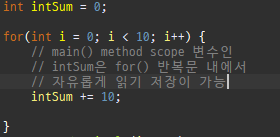 int intSum = 0;
for(int i = 0; i < 10; i++) {
// main() method scope 변수인
// intSum은 for() 반복문 내에서
// 자유롭게 읽기 저장이 가능
intSum += 10;
}